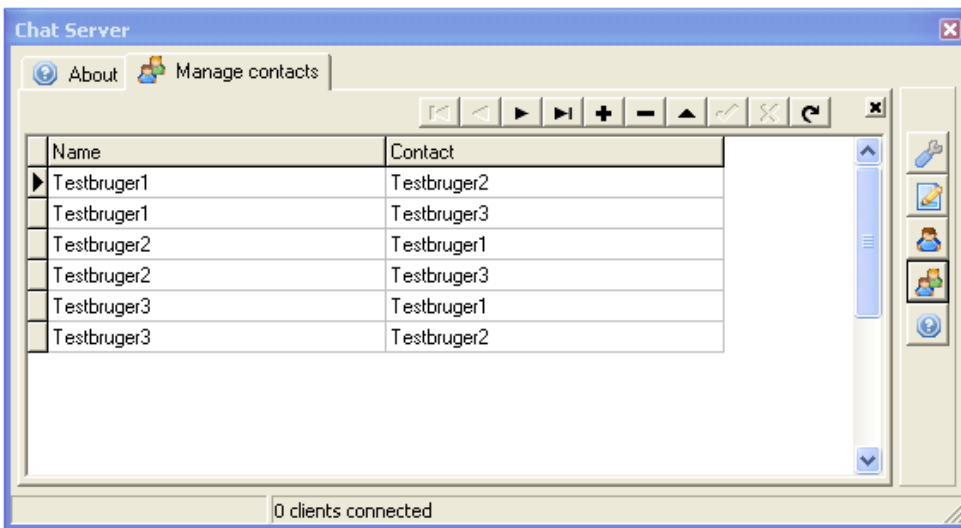 Chat Server
About Manage contacts
Name Contact
Testbruger1 Testbruger2
Testbruger1 Testbruger3
Testbruger2 Testbruger1
Testbruger2 Testbruger3
Testbruger3 Testbruger1
Testbruger3 Testbruger2
0 clients connected